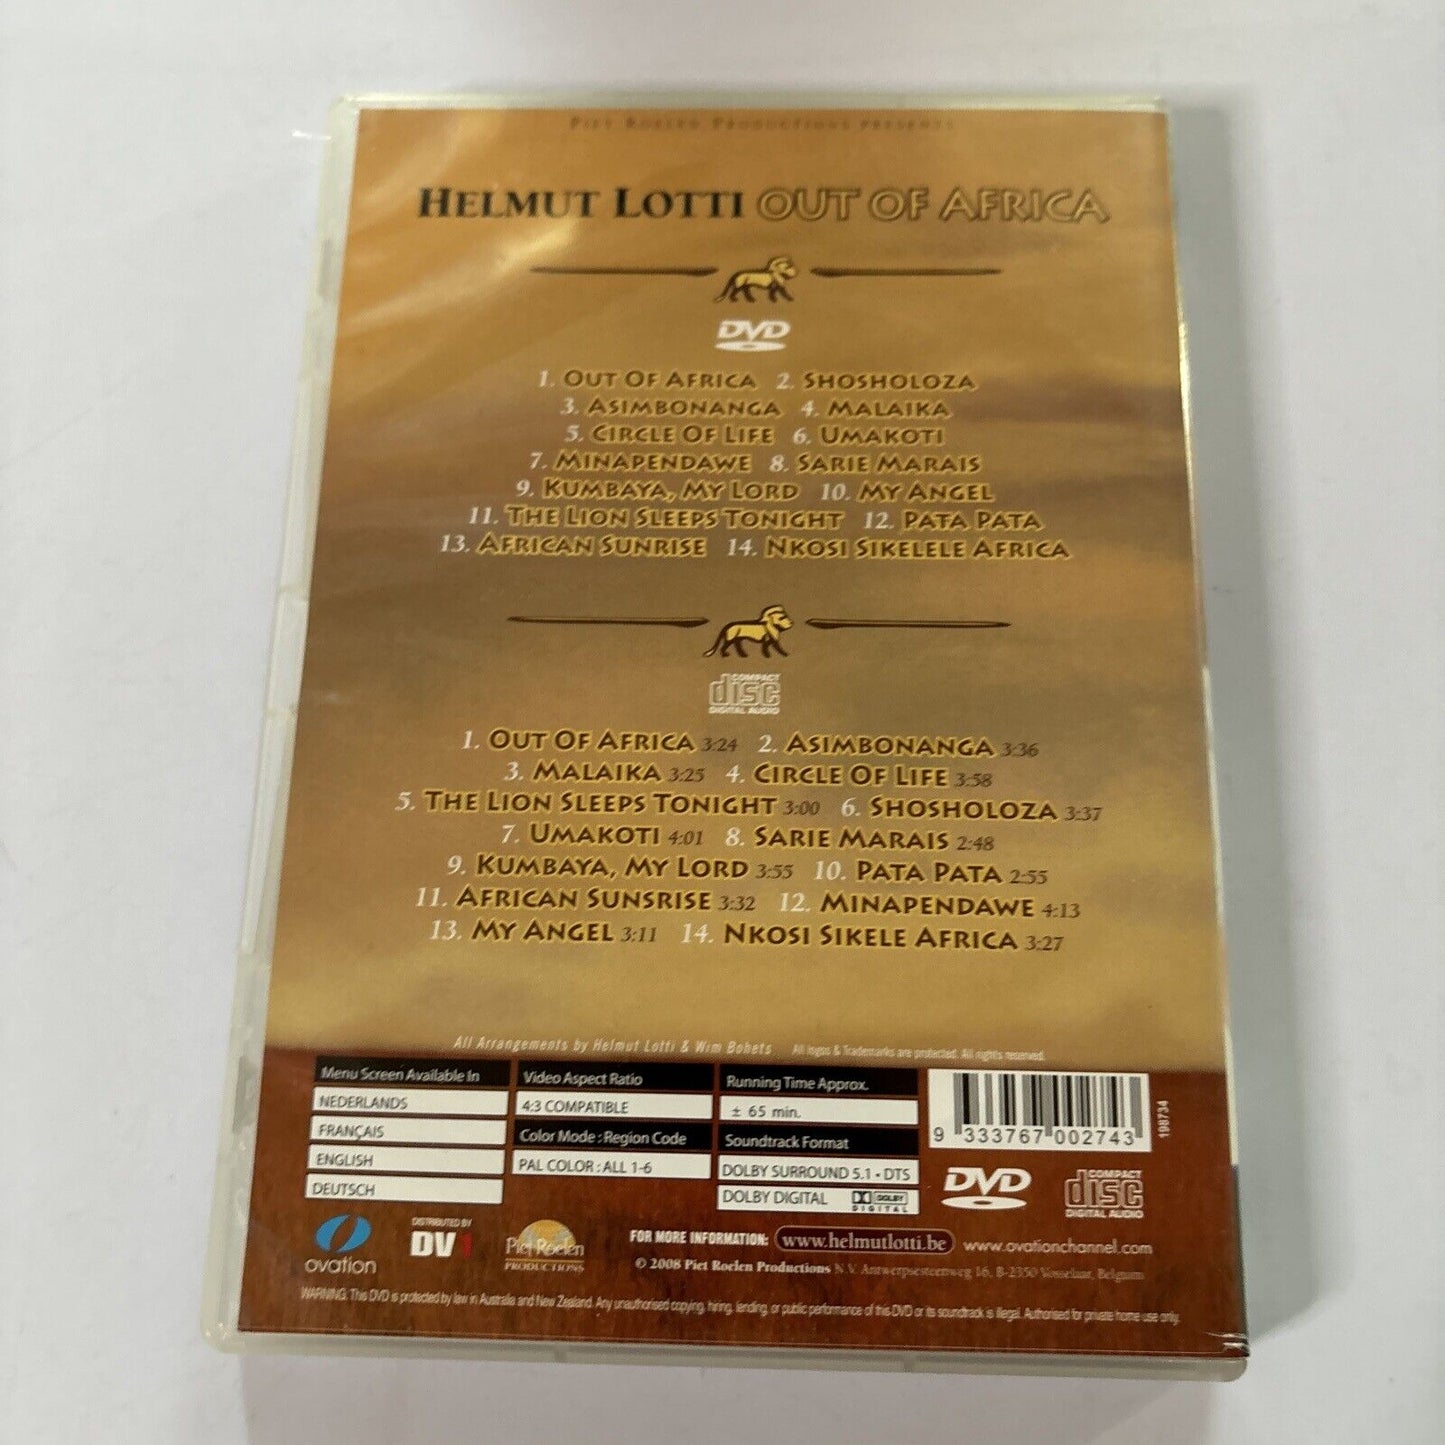 PIET ROELEN PRODUCTIONS PRESENTS
HELMUT LOTTI OUT OF AFRICA
DVD
1. OUT OF AFRICA 2. SHOSHOLOZA
3. ASIMBONANGA 4. MALAIKA
5. CIRCLE OF LIFE 6. UMAKOTI
7. MINAPENDAWE 8. SARIE MARAIS
9. KUMBAYA, MY LORD 10. MY ANGEL
11. THE LION SLEEPS TONIGHT 12. PATA PATA
13. AFRICAN SUNRISE 14. NKOSI SIKELELE AFRICA
COMPACT
disc
DIGITAL AUDIO
1. OUT OF AFRICA 3:24 2. ASIMBONANGA 3:36
3. MALAIKA 3:25 4. CIRCLE OF LIFE 3:58
5. THE LION SLEEPS TONIGHT 3:00 6. SHOSHOLOZA 3:37
7. UMAKOTI 4:01 8. SARIE MARAIS 2:48
9. KUMBAYA, MY LORD 3:55 10. PATA PATA 2:55
11. AFRICAN SUNSRISE 3:32 12. MINAPENDAWE 4:13
13. MY ANGEL 3:11 14. NKOSI SIKELE AFRICA 3:27
All Arrangements by Helmut Lotti & Wim Bohets All logos & Trademarks are protected. All rights reserved.
Menu Screen Available In
NEDERLANDS
FRANÇAIS
ENGLISH
DEUTSCH
Video Aspect Ratio
4:3 COMPATIBLE
Color Mode : Region Code
PAL COLOR : ALL 1-6
Running Time Approx.
± 65 min.
Soundtrack Format
DOLBY SURROUND 5.1 - DTS
DOLBY DIGITAL DOLBY DIGITAL
9 333767 002743
198734
DVD
COMPACT
disc
DIGITAL AUDIO
ovation
DISTRIBUTED BY
DV1
Piet Roelen
PRODUCTIONS
FOR MORE INFORMATION: www.helmutlotti.be www.ovationchannel.com
© 2008 Piet Roelen Productions N.V. Antwerpsesteenweg 16, B-2350 Vosselaar, Belgium
WARNING: This DVD is protected by law in Australia and New Zealand. Any unauthorised copying, hiring, lending, or public performance of this DVD or its soundtrack is illegal. Authorised for private home use only.